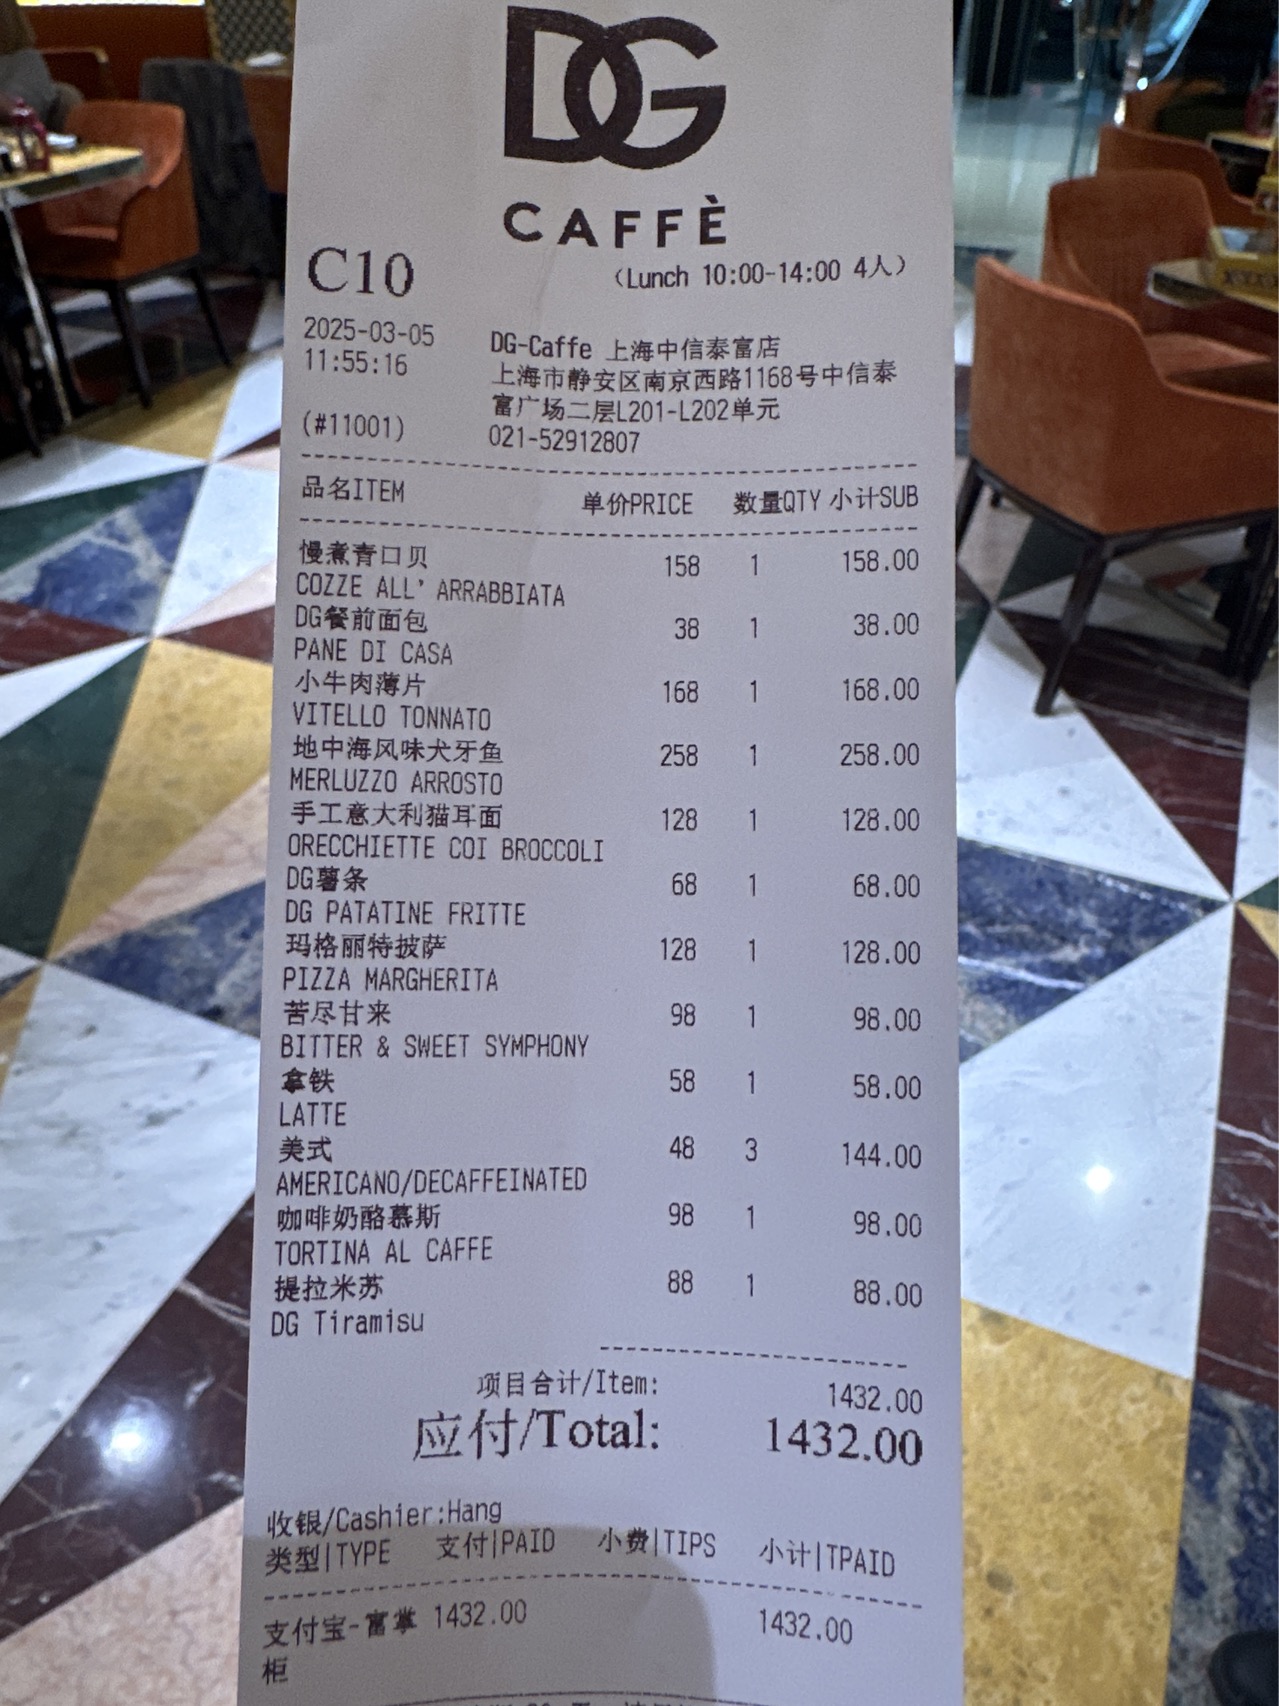 DG
CAFFÈ
C10 （Lunch 10:00-14:00 4人）
2025-03-05
11:55:16
(#11001)
DG-Caffe 上海中信泰富店
上海市静安区南京西路1168号中信泰
富广场二层L201-L202单元
021-52912807
品名ITEM 单价PRICE 数量QTY 小计SUB
慢煮青口贝 158 1 158.00
COZZE ALL' ARRABBIATA
DG餐前面包 38 1 38.00
PANE DI CASA
小牛肉薄片 168 1 168.00
VITELLO TONNATO
地中海风味犬牙鱼 258 1 258.00
MERLUZZO ARROSTO
手工意大利猫耳面 128 1 128.00
ORECCHIETTE COI BROCCOLI
DG薯条 68 1 68.00
DG PATATINE FRITTE
玛格丽特披萨 128 1 128.00
PIZZA MARGHERITA
苦尽甘来 98 1 98.00
BITTER & SWEET SYMPHONY
拿铁 58 1 58.00
LATTE
美式 48 3 144.00
AMERICANO/DECAFFEINATED
咖啡奶酪慕斯 98 1 98.00
TORTINA AL CAFFE
提拉米苏 88 1 88.00
DG Tiramisu
项目合计/Item: 1432.00
应付/Total: 1432.00
收银/Cashier:Hang
类型|TYPE 支付|PAID 小费|TIPS 小计|TPAID
支付宝-富掌 1432.00 1432.00
柜